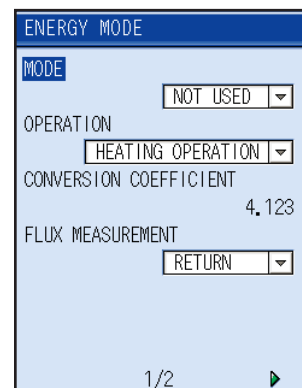 ENERGY MODE
MODE
NOT USED
OPERATION
HEATING OPERATION
CONVERSION COEFFICIENT
4.123
FLUX MEASUREMENT
RETURN
1/2